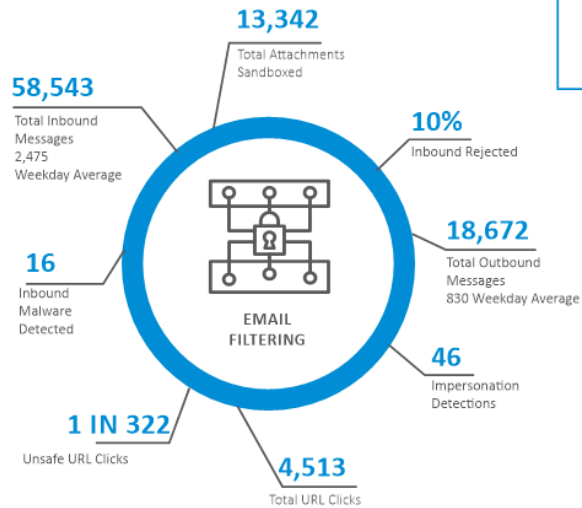 13,342
Total Attachments
Sandboxed
58,543
Total Inbound
Messages
2,475
Weekday Average
10%
Inbound Rejected
18,672
Total Outbound
Messages
830 Weekday Average
16
Inbound
Malware
Detected
EMAIL
FILTERING
46
Impersonation
Detections
1 IN 322
Unsafe URL Clicks
4,513
Total URL Clicks